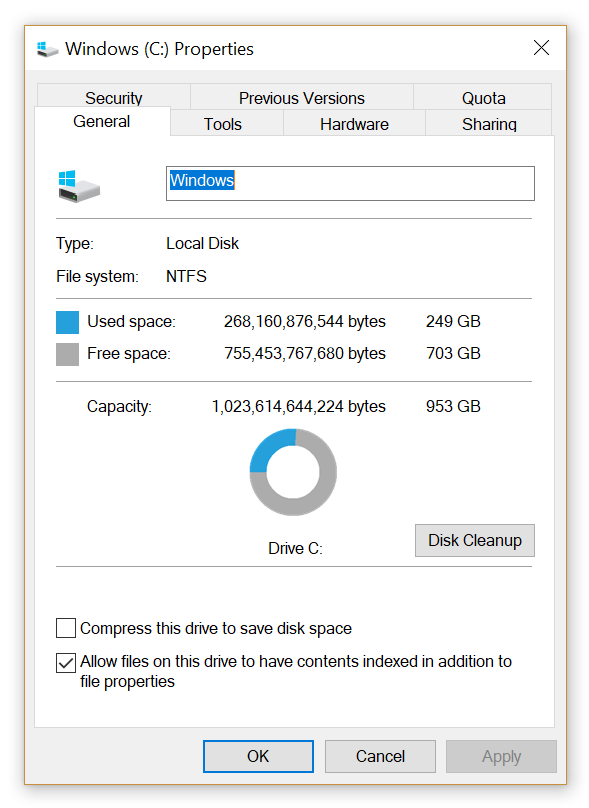 Windows (C:) Properties
Security Previous Versions Quota
General Tools Hardware Sharing
Windows
Type: Local Disk
File system: NTFS
Used space: 268,160,876,544 bytes 249 GB
Free space: 755,453,767,680 bytes 703 GB
Capacity: 1,023,614,644,224 bytes 953 GB
Drive C:
Disk Cleanup
Compress this drive to save disk space
Allow files on this drive to have contents indexed in addition to
file properties
OK Cancel Apply